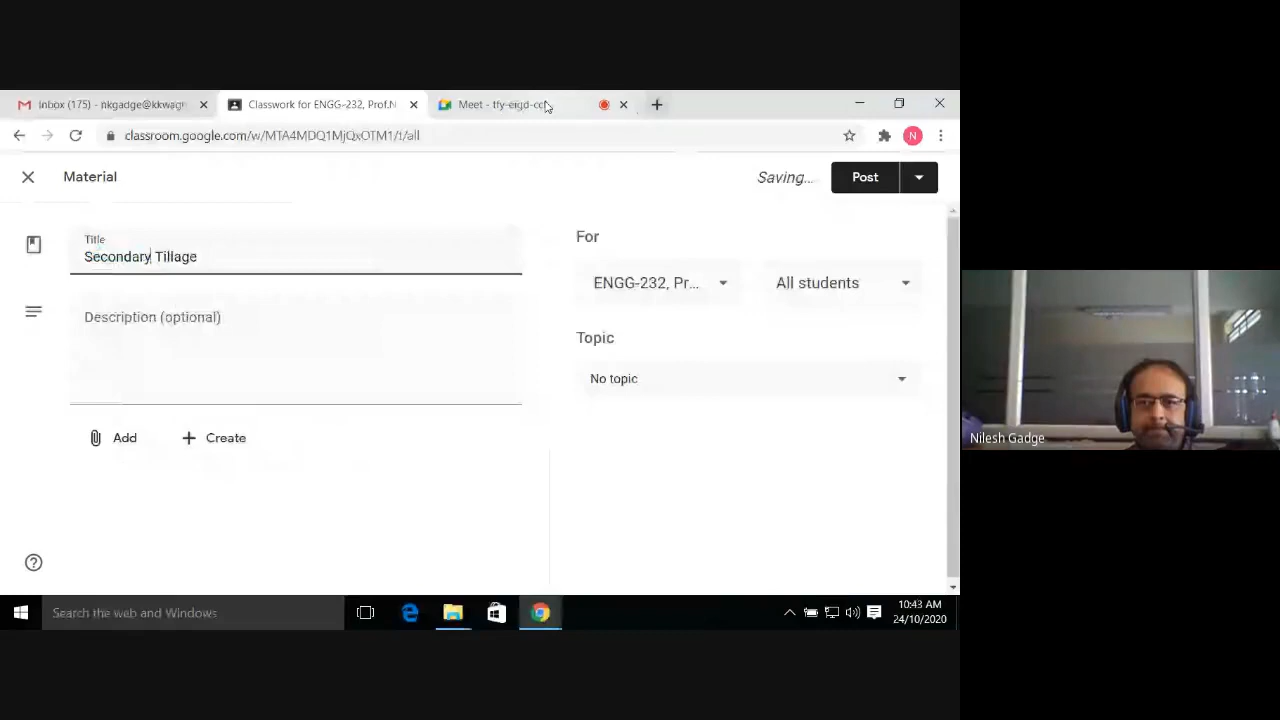 Inbox (175) - nkgadge@kkwagh
Classwork for ENGG-232, Prof.N
Meet - tfy-eigd-cc
classroom.google.com/w/MTA4MDQ1MjQxOTM1/t/all
N
Material
Saving...
Post
Title
Secondary Tillage
Description (optional)
Add
Create
For
ENGG-232, Pr...
All students
Topic
No topic
Nilesh Gadge
Search the web and Windows
10:43 AM
24/10/2020